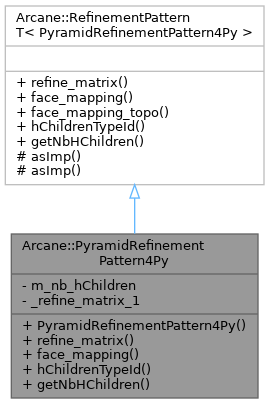 Arcane::RefinementPattern
T< PyramidRefinementPattern4Py >
+ refine_matrix()
+ face_mapping()
+ face_mapping_topo()
+ hChildrenTypeId()
+ getNbHChildren()
# asImp()
# asImp()
Arcane::PyramidRefinement
Pattern4Py
- m_nb_hChildren
- _refine_matrix_1
+ PyramidRefinementPattern4Py()
+ refine_matrix()
+ face_mapping()
+ hChildrenTypeId()
+ getNbHChildren()